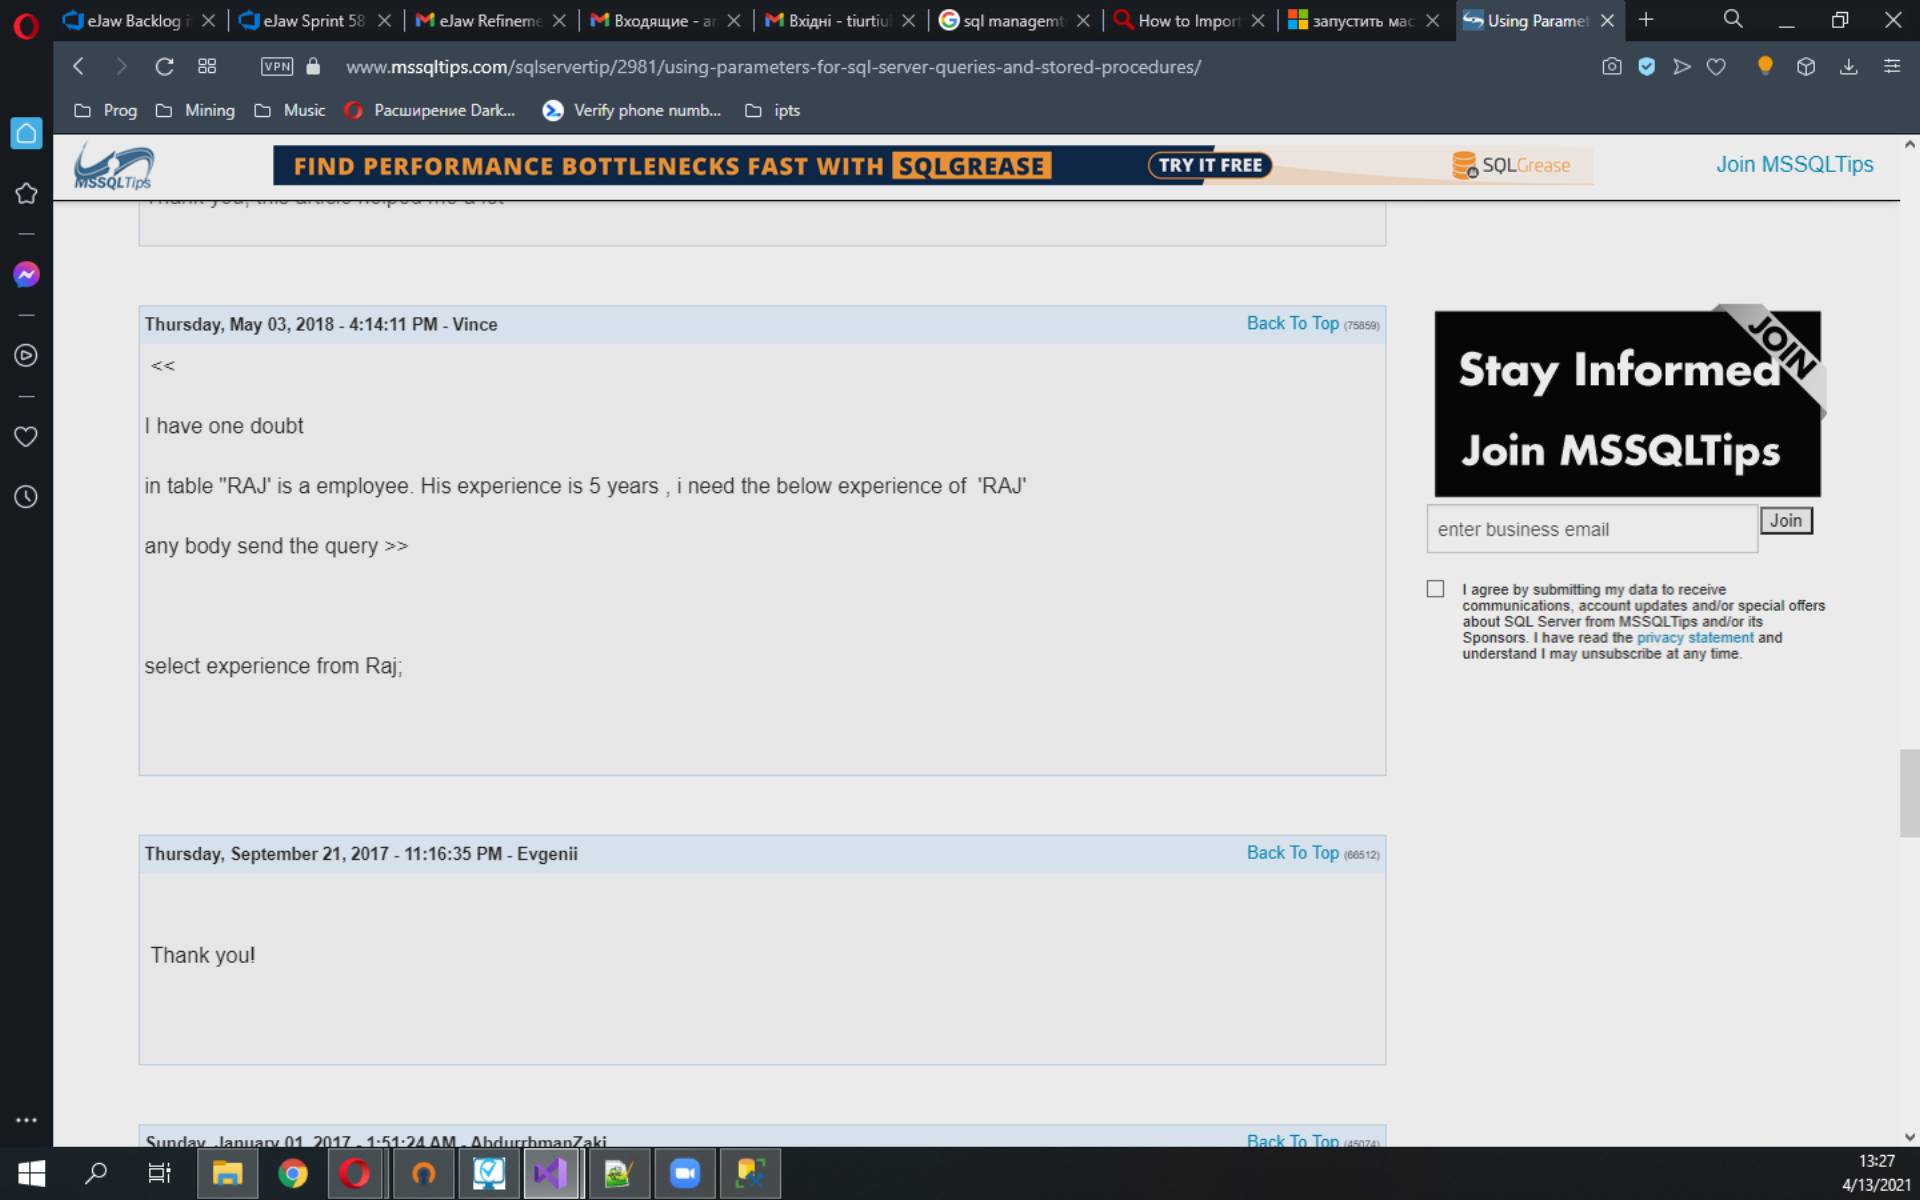 eJaw Backlog i
eJaw Sprint 58
eJaw Refineme
Входящие - ar
Вхідні - tiurtiu
sql managemt
How to Import
запустить мас
Using Paramet
VPN
www.mssqltips.com/sqlservertip/2981/using-parameters-for-sql-server-queries-and-stored-procedures/
Prog
Mining
Music
Расширение Dark...
Verify phone numb...
ipts
MSSQLTips
FIND PERFORMANCE BOTTLENECKS FAST WITH SQLGREASE
TRY IT FREE
SQLGrease
Join MSSQLTips
Thank you, this article helped me a lot
Thursday, May 03, 2018 - 4:14:11 PM - Vince
Back To Top (75859)
<<
I have one doubt
in table "RAJ' is a employee. His experience is 5 years , i need the below experience of 'RAJ'
any body send the query >>
select experience from Raj;
JOIN
Stay Informed
Join MSSQLTips
enter business email
Join
I agree by submitting my data to receive
communications, account updates and/or special offers
about SQL Server from MSSQLTips and/or its
Sponsors. I have read the privacy statement and
understand I may unsubscribe at any time.
Thursday, September 21, 2017 - 11:16:35 PM - Evgenii
Back To Top (66512)
Thank you!
Sunday, January 01, 2017 - 1:51:24 AM - AbdurrhmanZaki
Back To Top (45074)
13:27
4/13/2021